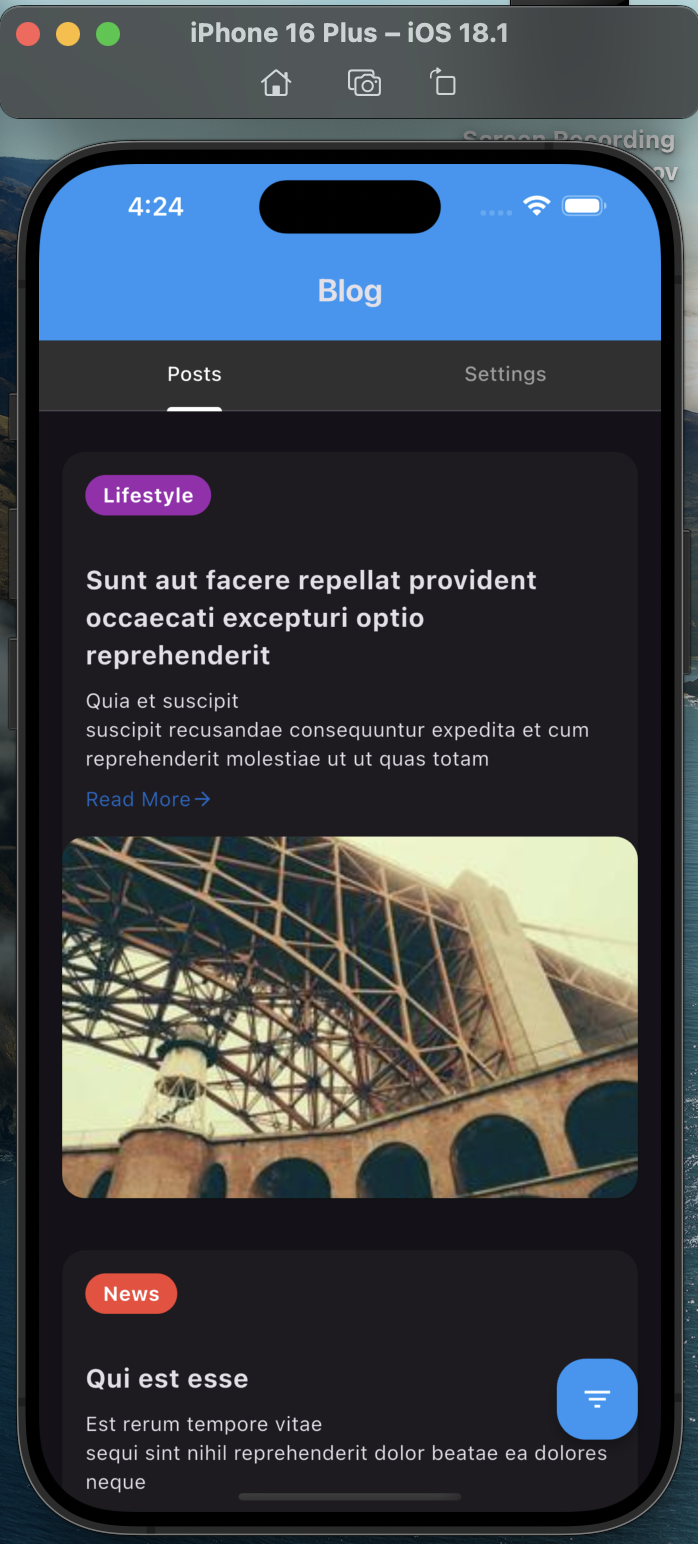 iPhone 16 Plus – iOS 18.1
Screen Recording
ov
4:24
Blog
Posts
Settings
Lifestyle
Sunt aut facere repellat provident
occaecati excepturi optio
reprehenderit
Quia et suscipit
suscipit recusandae consequuntur expedita et cum
reprehenderit molestiae ut ut quas totam
Read More→
News
Qui est esse
Est rerum tempore vitae
sequi sint nihil reprehenderit dolor beatae ea dolores
neque